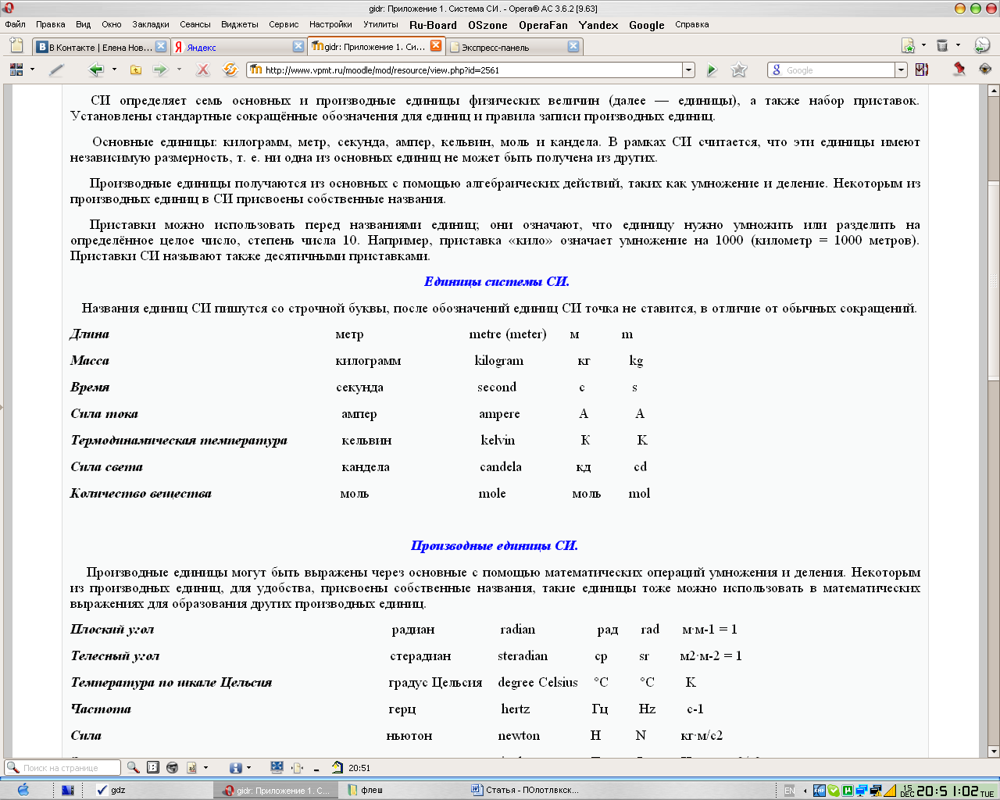 gidr: Приложение 1. Система СИ. - Opera® AC 3.6.2 [9.63]
Файл Правка Вид Окно Закладки Сеансы Виджеты Сервис Настройки Утилиты Ru-Board OSzone OperaFan Yandex Google Справка
В Контакте | Елена Нов... Яндекс gidr: Приложение 1. Си... Экспресс-панель
http://www.vpmt.ru/moodle/mod/resource/view.php?id=2561 Google
СИ определяет семь основных и производные единицы физических величин (далее — единицы), а также набор приставок.
Установлены стандартные сокращённые обозначения для единиц и правила записи производных единиц.
Основные единицы: килограмм, метр, секунда, ампер, кельвин, моль и кандела. В рамках СИ считается, что эти единицы имеют
независимую размерность, т. е. ни одна из основных единиц не может быть получена из других.
Производные единицы получаются из основных с помощью алгебраических действий, таких как умножение и деление. Некоторым из
производных единиц в СИ присвоены собственные названия.
Приставки можно использовать перед названиями единиц; они означают, что единицу нужно умножить или разделить на
определённое целое число, степень числа 10. Например, приставка «кило» означает умножение на 1000 (километр = 1000 метров).
Приставки СИ называют также десятичными приставками.
Единицы системы СИ.
Названия единиц СИ пишутся со строчной буквы, после обозначений единиц СИ точка не ставится, в отличие от обычных сокращений.
Длина метр metre (meter) м m
Масса килограмм kilogram кг kg
Время секунда second с s
Сила тока ампер ampere А A
Термодинамическая температура кельвин kelvin К K
Сила света кандела candela кд cd
Количество вещества моль mole моль mol
Производные единицы СИ.
Производные единицы могут быть выражены через основные с помощью математических операций умножения и деления. Некоторым
из производных единиц, для удобства, присвоены собственные названия, такие единицы тоже можно использовать в математических
выражениях для образования других производных единиц.
Плоский угол радиан radian рад rad м·м-1 = 1
Телесный угол стерадиан steradian ср sr м2·м-2 = 1
Температура по шкале Цельсия градус Цельсия degree Celsius °C °C K
Частота герц hertz Гц Hz с-1
Сила ньютон newton Н N кг·м/с2
Поиск на странице 20:51
gdz gidr: Приложение 1. С... флеш Статья - ПОлотлвкск... EN 15 DEC 20:51:02 TUE